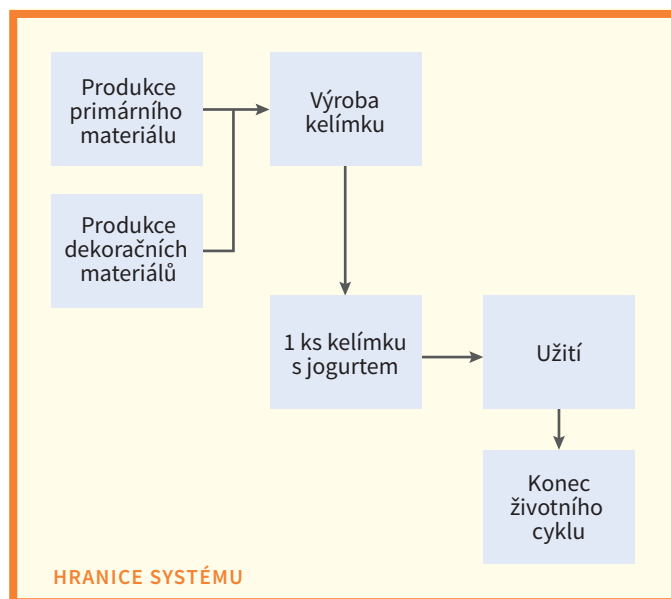 Produkce
primárního
materiálu
Výroba
kelímku
Produkce
dekoračních
materiálů
1 ks kelímku
s jogurtem
Užití
Konec
životního
cyklu
HRANICE SYSTÉMU